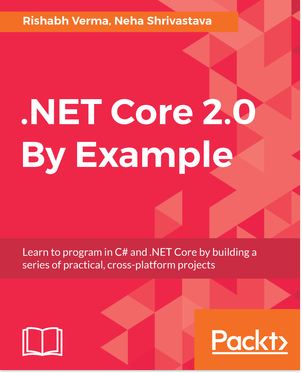 Rishabh Verma, Neha Shrivastava
.NET Core 2.0
By Example
Learn to program in C# and .NET Core by building a
series of practical, cross-platform projects
Packt>